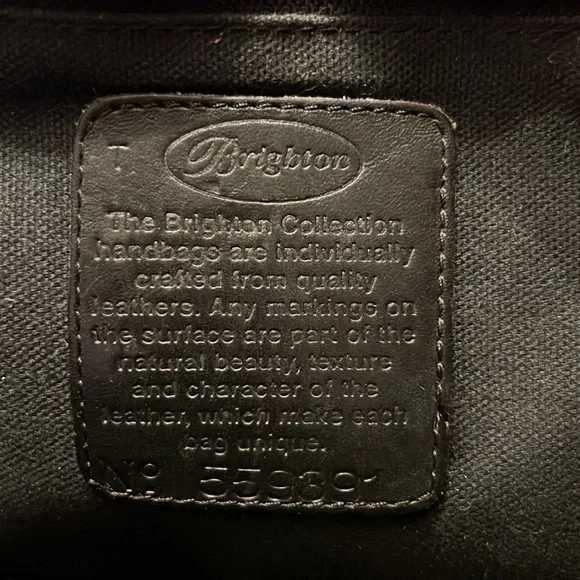 T
Brighton
The Brighton Collection
handbags are individually
crafted from quality
leathers. Any markings on
the surface are part of the
natural beauty, texture
and character of the
leather, which make each
bag unique.
No 559391